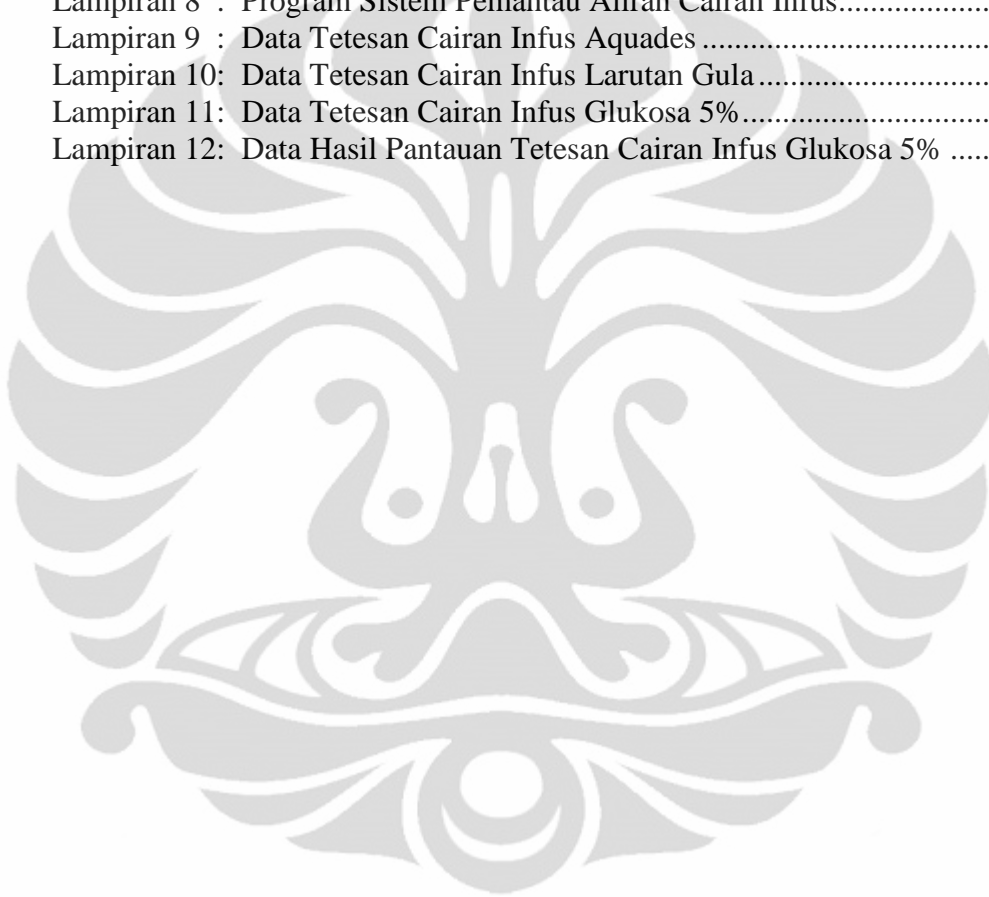 Lampiran 8 : Program Sistem Pemantau Aliran Cairan Infus....................
Lampiran 9 : Data Tetesan Cairan Infus Aquades ....................................
Lampiran 10: Data Tetesan Cairan Infus Larutan Gula .............................
Lampiran 11: Data Tetesan Cairan Infus Glukosa 5%...............................
Lampiran 12: Data Hasil Pantauan Tetesan Cairan Infus Glukosa 5% .....